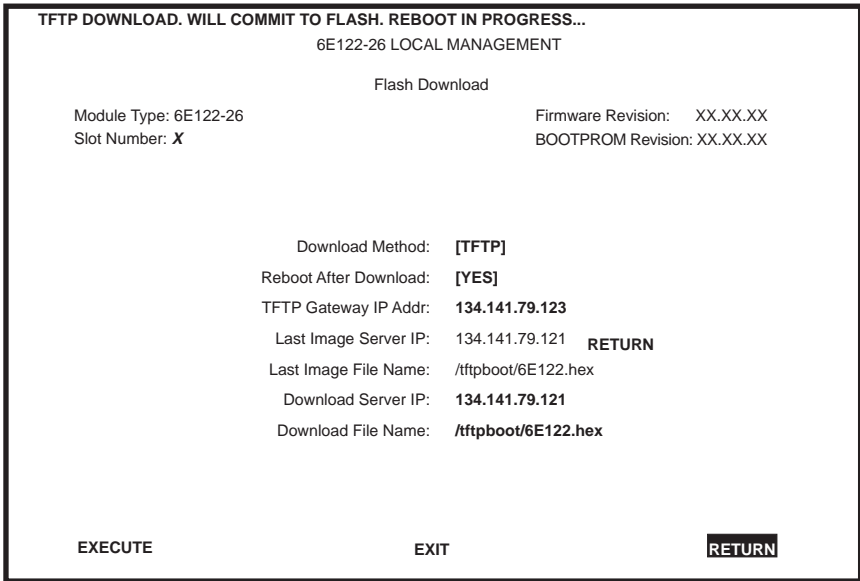 TFTP DOWNLOAD. WILL COMMIT TO FLASH. REBOOT IN PROGRESS...
6E122-26 LOCAL MANAGEMENT
Flash Download
Module Type: 6E122-26 Firmware Revision: XX.XX.XX
Slot Number: X BOOTPROM Revision: XX.XX.XX
Download Method: [TFTP]
Reboot After Download: [YES]
TFTP Gateway IP Addr: 134.141.79.123
Last Image Server IP: 134.141.79.121 RETURN
Last Image File Name: /tftpboot/6E122.hex
Download Server IP: 134.141.79.121
Download File Name: /tftpboot/6E122.hex
EXECUTE EXIT RETURN